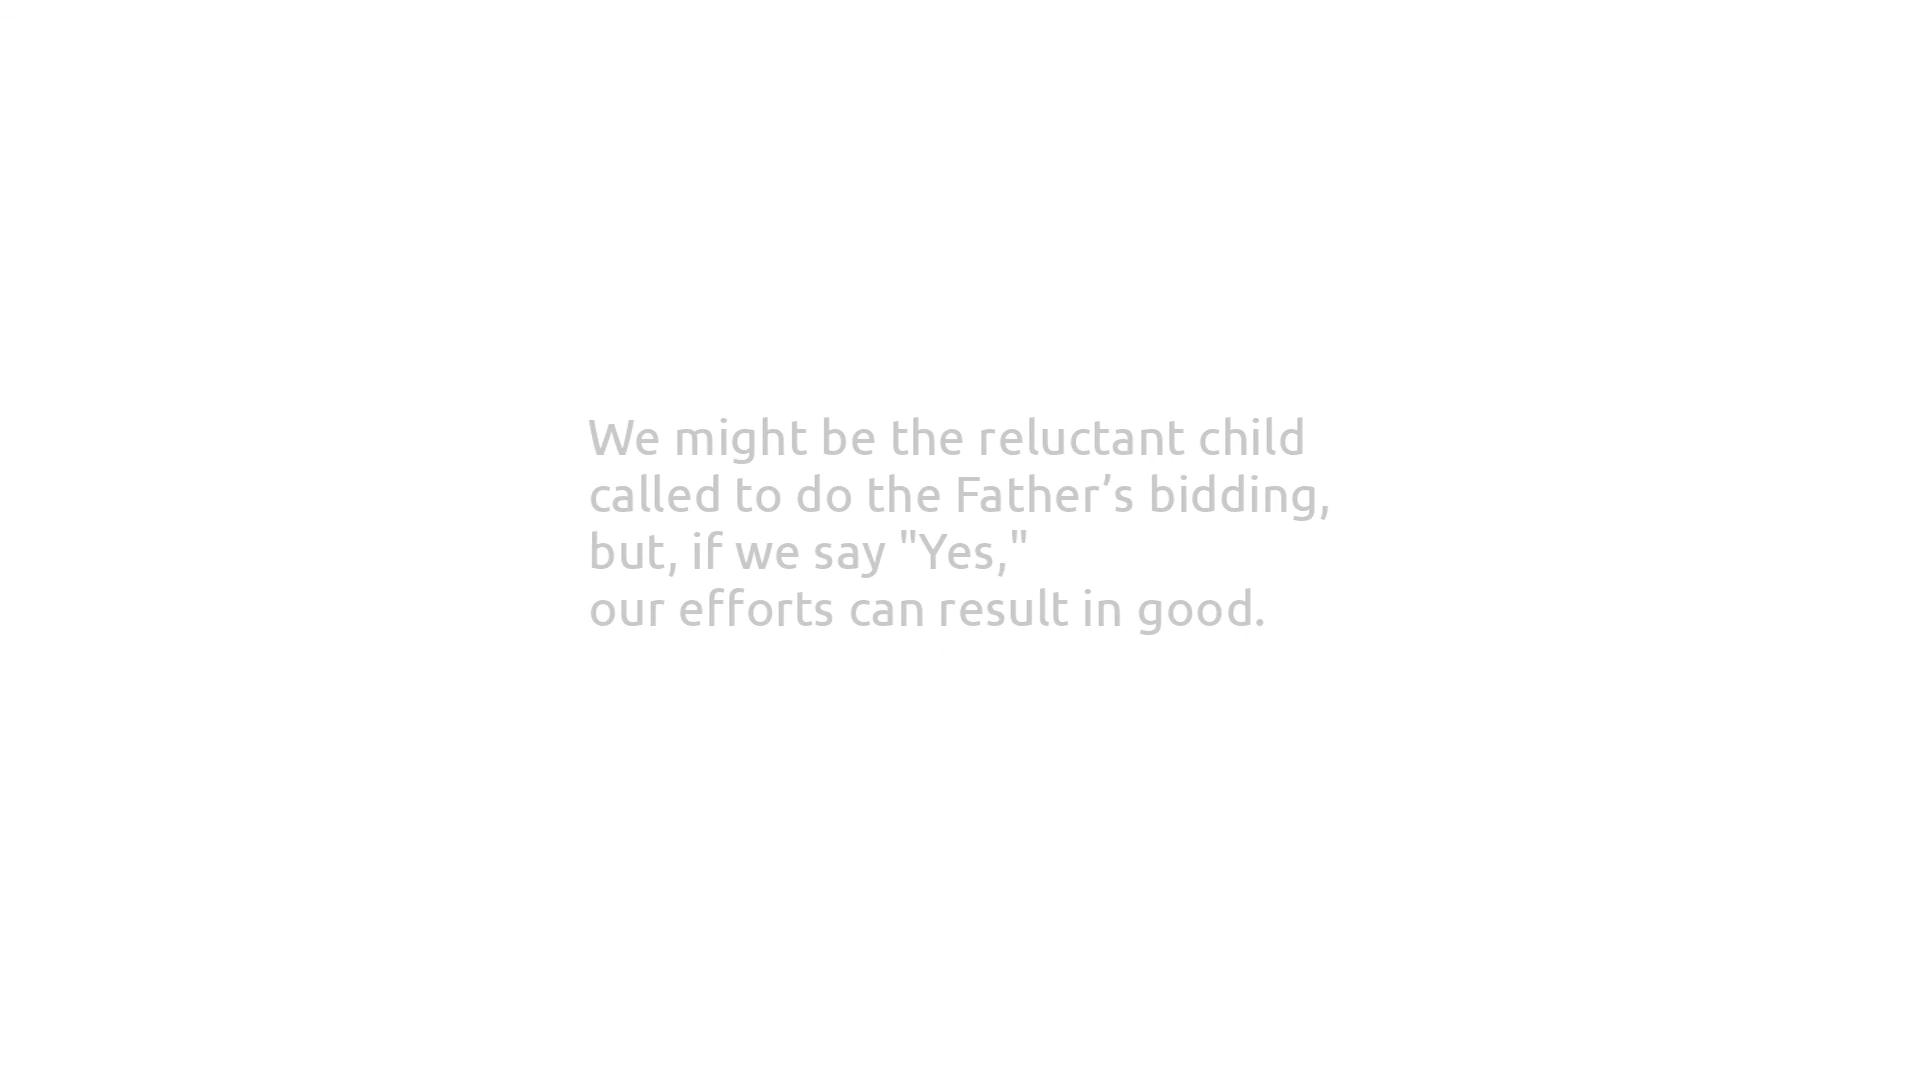 We might be the reluctant child
called to do the Father’s bidding,
but, if we say "Yes,"
our efforts can result in good.